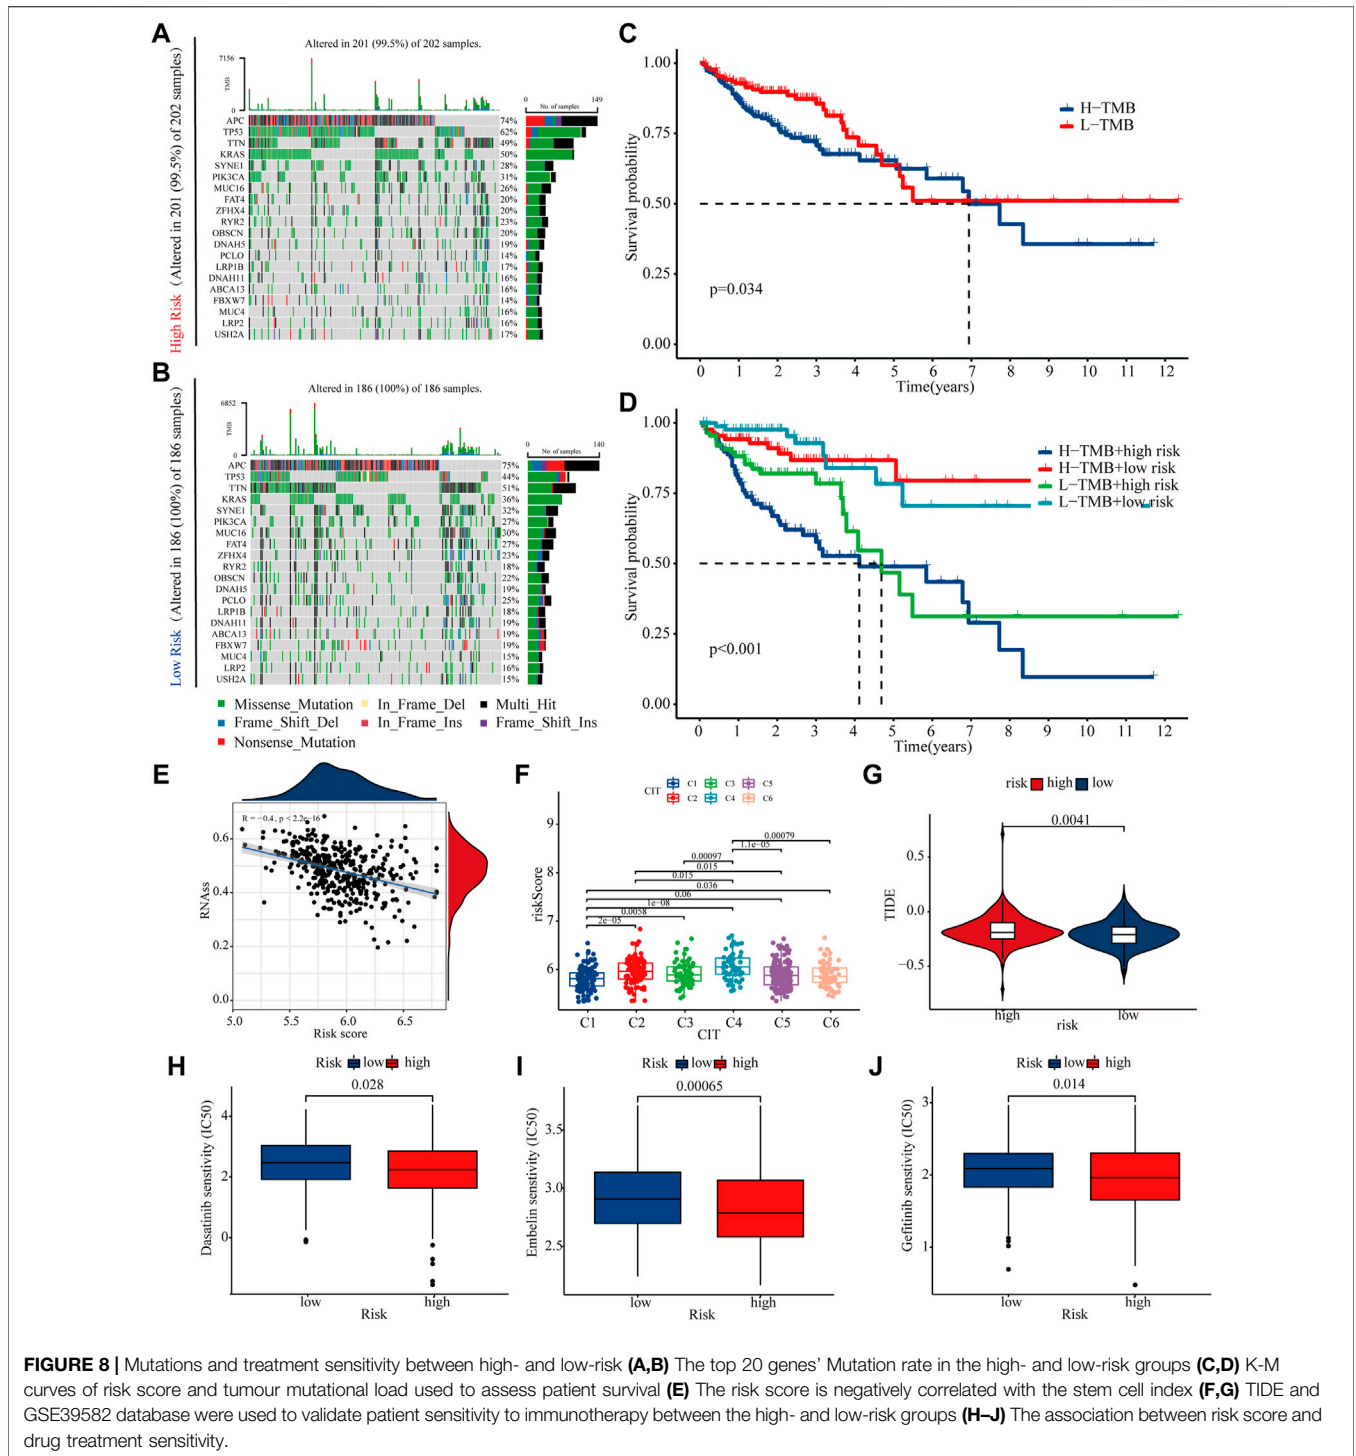 A
Altered in 201 (99.5%) of 202 samples.
High Risk (Altered in 201 (99.5%) of 202 samples)
7156
TMB
0
No. of samples
0 149
APC 74%
TP53 62%
TTN 49%
KRAS 50%
SYNE1 28%
PIK3CA 31%
MUC16 26%
FAT4 20%
ZFHX4 20%
RYR2 23%
OBSCN 20%
DNAH5 19%
PCLO 14%
LRP1B 17%
DNAH11 16%
ABCA13 16%
FBXW7 14%
MUC4 16%
LRP2 16%
USH2A 17%
B
Altered in 186 (100%) of 186 samples.
Low Risk (Altered in 186 (100%) of 186 samples)
6852
TMB
0
No. of samples
0 140
APC 75%
TP53 44%
TTN 51%
KRAS 36%
SYNE1 32%
PIK3CA 27%
MUC16 30%
FAT4 27%
ZFHX4 23%
RYR2 18%
OBSCN 22%
DNAH5 19%
PCLO 25%
LRP1B 18%
DNAH11 19%
ABCA13 19%
FBXW7 19%
MUC4 15%
LRP2 16%
USH2A 15%
Missense_Mutation In_Frame_Del Multi_Hit
Frame_Shift_Del In_Frame_Ins Frame_Shift_Ins
Nonsense_Mutation
C
Survival probability
1.00
0.75
0.50
0.25
0.00
H-TMB
L-TMB
p=0.034
0 1 2 3 4 5 6 7 8 9 10 11 12
Time(years)
D
Survival probability
1.00
0.75
0.50
0.25
0.00
H-TMB+high risk
H-TMB+low risk
L-TMB+high risk
L-TMB+low risk
p<0.001
0 1 2 3 4 5 6 7 8 9 10 11 12
Time(years)
E
R = -0.4, p < 2.2e-16
RNAss
0.6
0.4
0.2
0.0
5.0 5.5 6.0 6.5
Risk score
F
CIT C1 C3 C5
C2 C4 C6
riskScore
9
8
7
6
0.00079
1.1e-05
0.00097
0.015
0.015
0.036
0.06
1e-08
0.0058
2e-05
C1 C2 C3 C4 C5 C6
CIT
G
risk high low
0.0041
TIDE
0.5
0.0
-0.5
high low
risk
H
Risk low high
0.028
Dasatinib senstivity (IC50)
4
2
0
low high
Risk
I
Risk low high
0.00065
Embelin senstivity (IC50)
3.5
3.0
2.5
low high
Risk
J
Risk low high
0.014
Gefitinib senstivity (IC50)
3
2
1
low high
Risk
FIGURE 8 | Mutations and treatment sensitivity between high- and low-risk (A,B) The top 20 genes' Mutation rate in the high- and low-risk groups (C,D) K-M
curves of risk score and tumour mutational load used to assess patient survival (E) The risk score is negatively correlated with the stem cell index (F,G) TIDE and
GSE39582 database were used to validate patient sensitivity to immunotherapy between the high- and low-risk groups (H–J) The association between risk score and
drug treatment sensitivity.